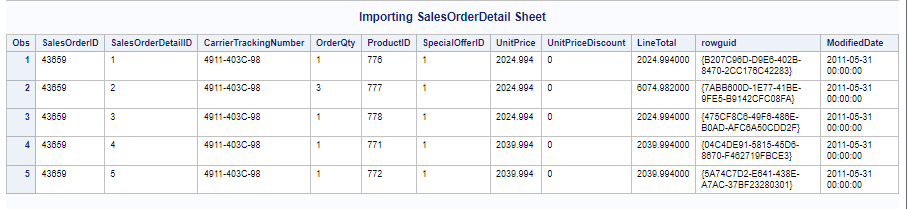 Importing SalesOrderDetail Sheet
Obs SalesOrderID SalesOrderDetailID CarrierTrackingNumber OrderQty ProductID SpecialOfferID UnitPrice UnitPriceDiscount LineTotal rowguid ModifiedDate
1 43659 1 4911-403C-98 1 776 1 2024.994 0 2024.994000 {B207C96D-D9E6-402B- 2011-05-31
8470-2CC176C42283} 00:00:00
2 43659 2 4911-403C-98 3 777 1 2024.994 0 6074.982000 {7ABB600D-1E77-41BE- 2011-05-31
9FE5-B9142CFC08FA} 00:00:00
3 43659 3 4911-403C-98 1 778 1 2024.994 0 2024.994000 {475CF8C6-49F6-486E- 2011-05-31
B0AD-AFC6A50CDD2F} 00:00:00
4 43659 4 4911-403C-98 1 771 1 2039.994 0 2039.994000 {04C4DE91-5815-45D6- 2011-05-31
8670-F462719FBCE3} 00:00:00
5 43659 5 4911-403C-98 1 772 1 2039.994 0 2039.994000 {5A74C7D2-E641-438E- 2011-05-31
A7AC-37BF23280301} 00:00:00